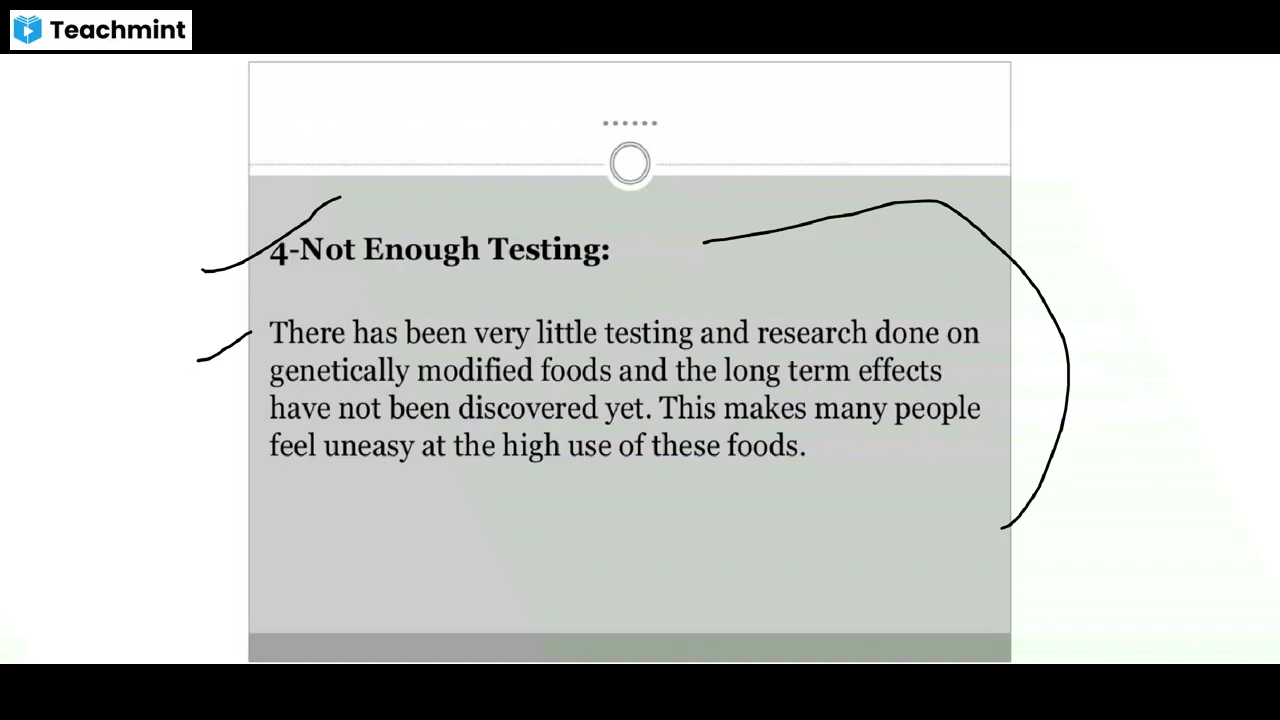 Teachmint
4-Not Enough Testing:
There has been very little testing and research done on
genetically modified foods and the long term effects
have not been discovered yet. This makes many people
feel uneasy at the high use of these foods.